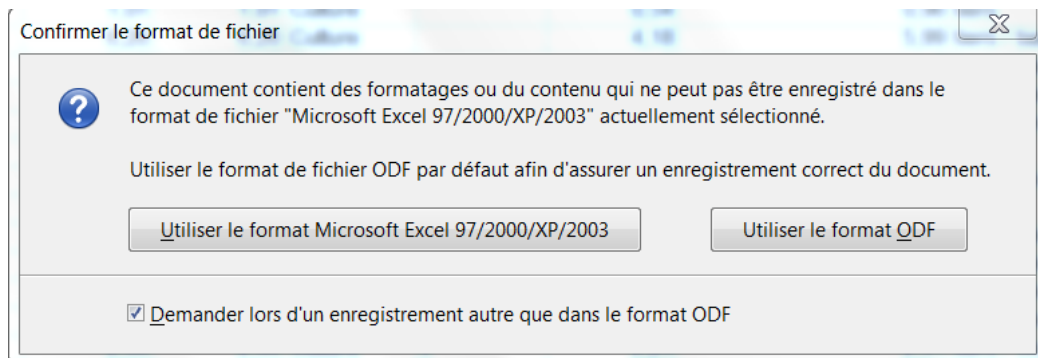 Confirmer le format de fichier
Ce document contient des formatages ou du contenu qui ne peut pas être enregistré dans le
format de fichier "Microsoft Excel 97/2000/XP/2003" actuellement sélectionné.
Utiliser le format de fichier ODF par défaut afin d'assurer un enregistrement correct du document.
Utiliser le format Microsoft Excel 97/2000/XP/2003 Utiliser le format ODF
Demander lors d'un enregistrement autre que dans le format ODF